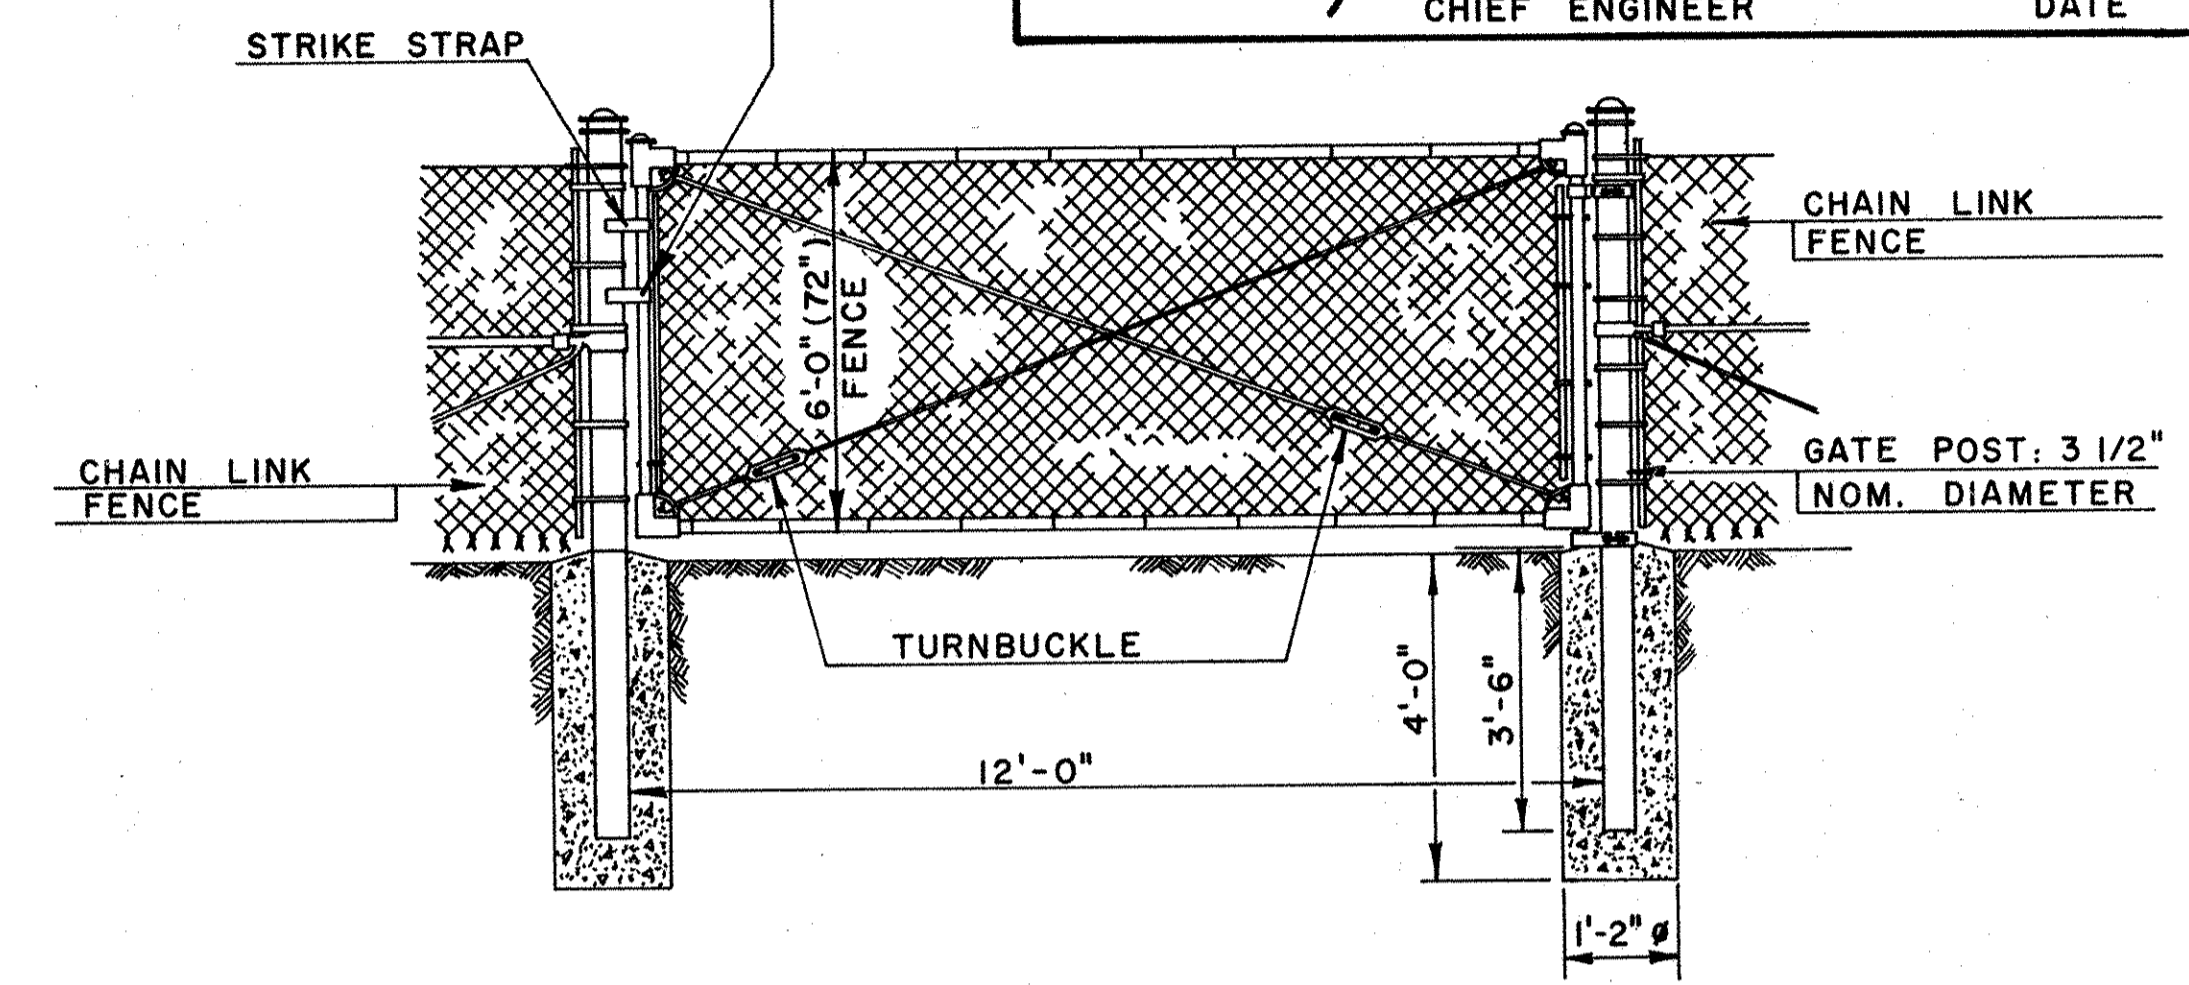 CHIEF ENGINEER DATE
STRIKE STRAP
CHAIN LINK
FENCE
6'-0" (72")
FENCE
GATE POST: 3 1/2"
NOM. DIAMETER
CHAIN LINK
FENCE
TURNBUCKLE
4'-0"
3'-6"
12'-0"
1'-2" ø